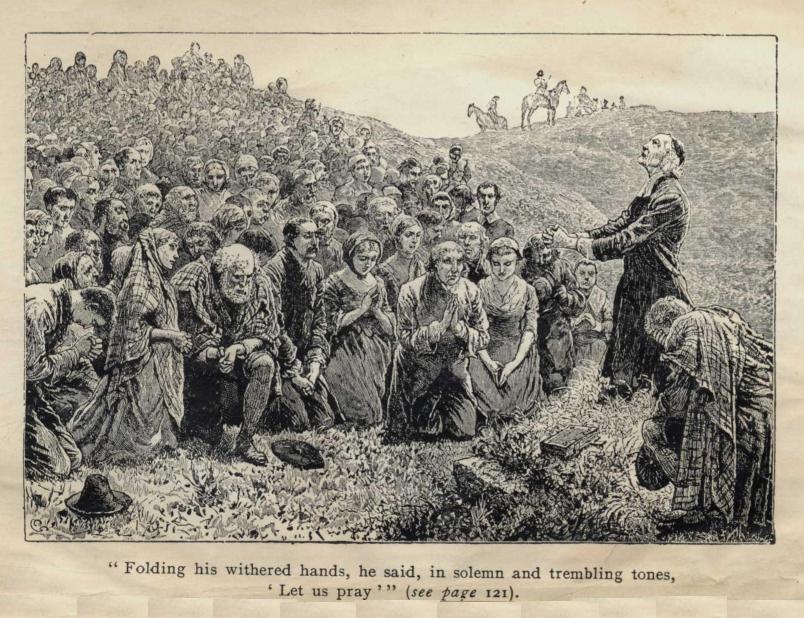 “ Folding his withered hands, he said, in solemn and trembling tones,
‘ Let us pray ’ ” (see page 121).